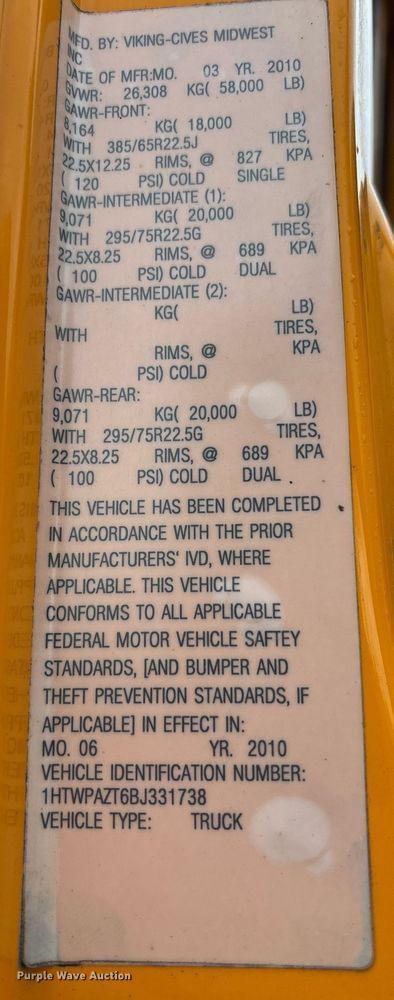 MFD. BY: VIKING-CIVES MIDWEST
INC
DATE OF MFR:MO. 03 YR. 2010
GVWR: 26,308 KG( 58,000 LB)
GAWR-FRONT:
8,164 KG( 18,000 LB)
WITH 385/65R22.5J TIRES,
22.5X12.25 RIMS, @ 827 KPA
( 120 PSI) COLD SINGLE
GAWR-INTERMEDIATE (1):
9,071 KG( 20,000 LB)
WITH 295/75R22.5G TIRES,
22.5X8.25 RIMS, @ 689 KPA
( 100 PSI) COLD DUAL
GAWR-INTERMEDIATE (2):
KG( LB)
WITH TIRES,
RIMS, @ KPA
( PSI) COLD
GAWR-REAR:
9,071 KG( 20,000 LB)
WITH 295/75R22.5G TIRES,
22.5X8.25 RIMS, @ 689 KPA
( 100 PSI) COLD DUAL .
THIS VEHICLE HAS BEEN COMPLETED
IN ACCORDANCE WITH THE PRIOR
MANUFACTURERS' IVD, WHERE
APPLICABLE. THIS VEHICLE
CONFORMS TO ALL APPLICABLE
FEDERAL MOTOR VEHICLE SAFTEY
STANDARDS, [AND BUMPER AND
THEFT PREVENTION STANDARDS, IF
APPLICABLE] IN EFFECT IN:
MO. 06 YR. 2010
VEHICLE IDENTIFICATION NUMBER:
1HTWPAZT6BJ331738
VEHICLE TYPE: TRUCK
Purple Wave Auction